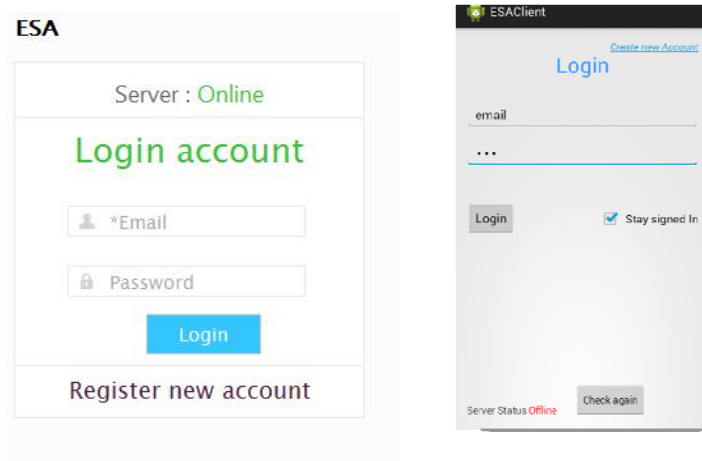 ESA
Server : Online
Login account
*Email
Password
Login
Register new account
ESAClient
Create new Account
Login
email
...
Login
Stay signed In
Check again
Server Status:Offline